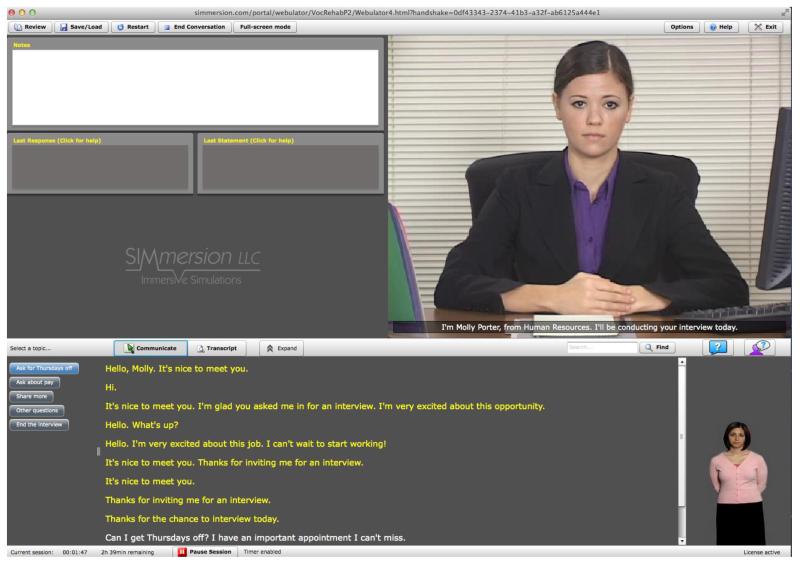 simmersion.com/portal/webulator/VocRehabP2/Webulator4.html?handshake=0df43343-2374-41b3-a32f-ab6125a444e1
Review Save/Load Restart End Conversation Full-screen mode Options Help Exit
Notes
Last Response (Click for help) Last Statement (Click for help)
SIMmersion LLC
Immersive Simulations
I'm Molly Porter, from Human Resources. I'll be conducting your interview today.
Select a topic... Communicate Transcript Expand Search... Find
Ask for Thursdays off
Ask about pay
Share more
Other questions
End the interview
Hello, Molly. It's nice to meet you.
Hi.
It's nice to meet you. I'm glad you asked me in for an interview. I'm very excited about this opportunity.
Hello. What's up?
Hello. I'm very excited about this job. I can't wait to start working!
It's nice to meet you. Thanks for inviting me for an interview.
It's nice to meet you.
Thanks for inviting me for an interview.
Thanks for the chance to interview today.
Can I get Thursdays off? I have an important appointment I can't miss.
Current session: 00:01:47 2h 39min remaining Pause Session Timer enabled License active